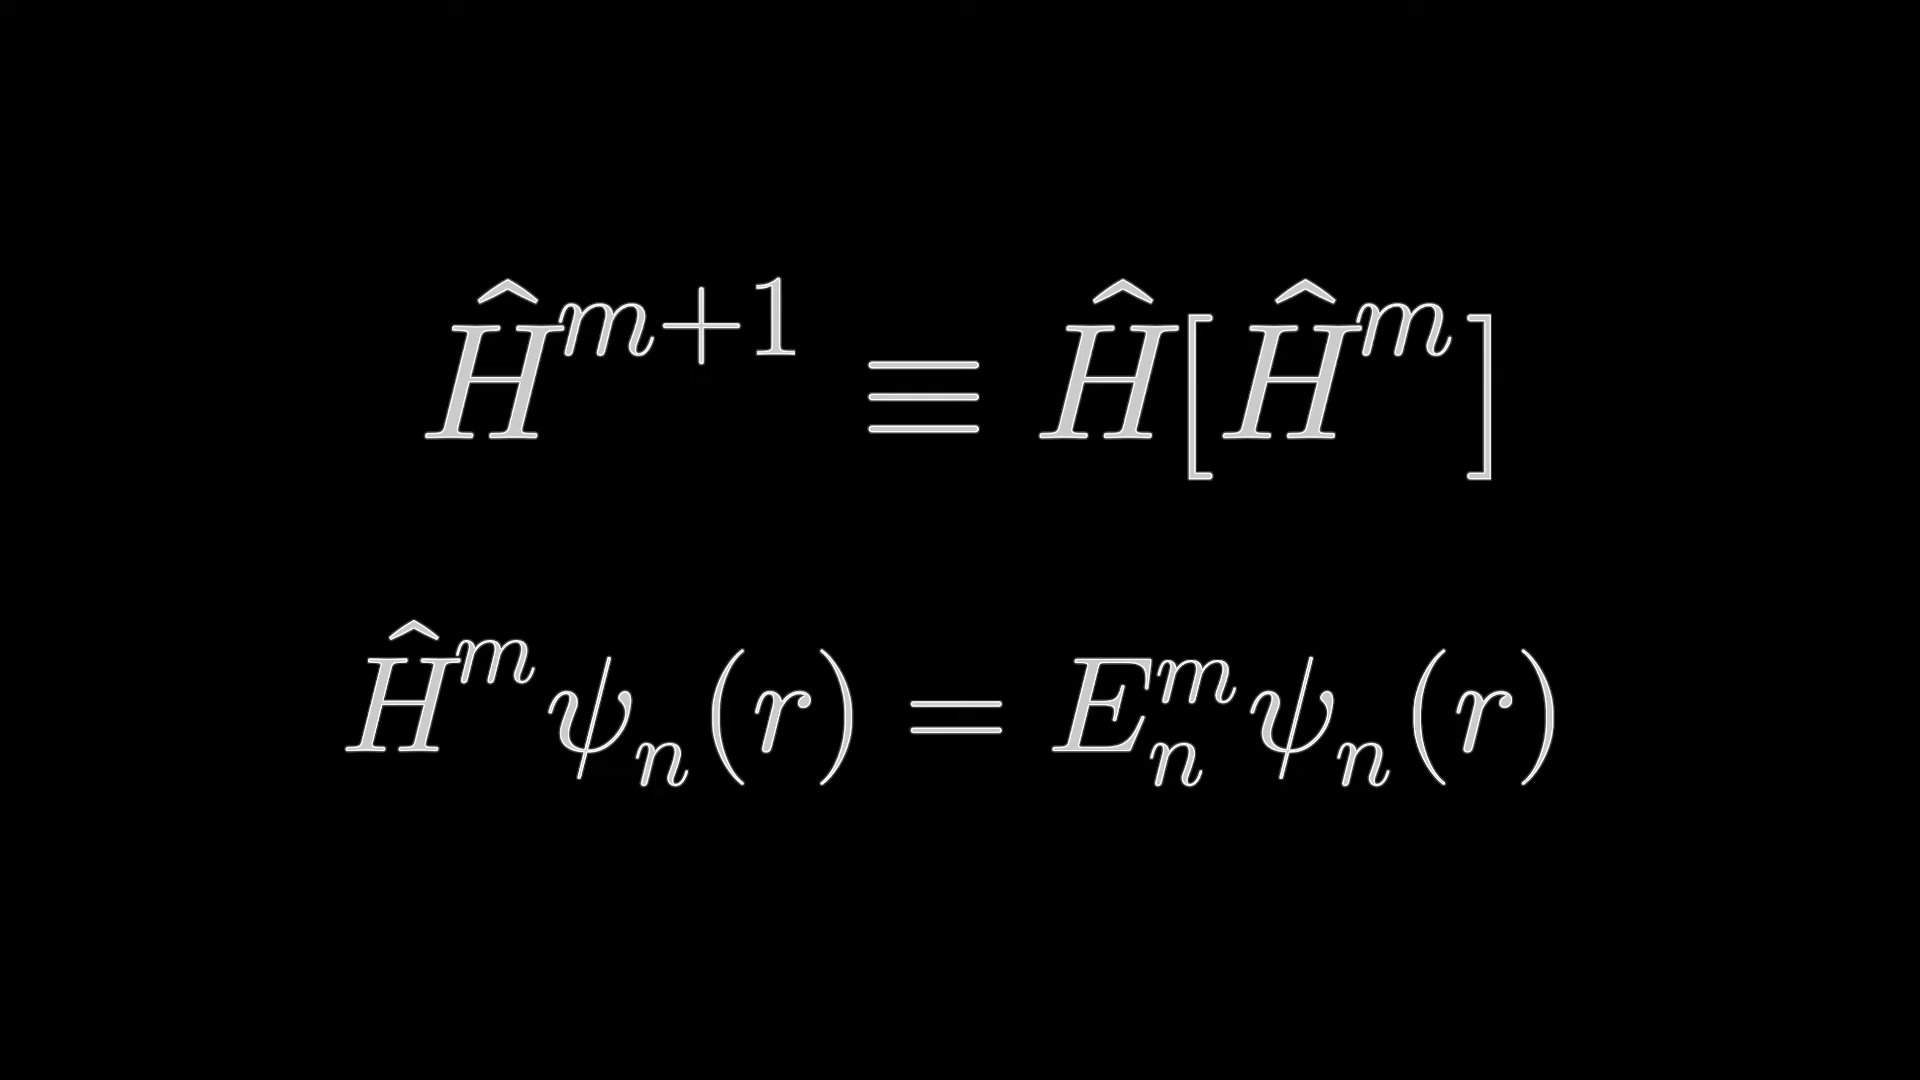 Ĥ^{m+1} ≡ Ĥ[Ĥ^m]
Ĥ^m ψ_n(r) = E_n^m ψ_n(r)